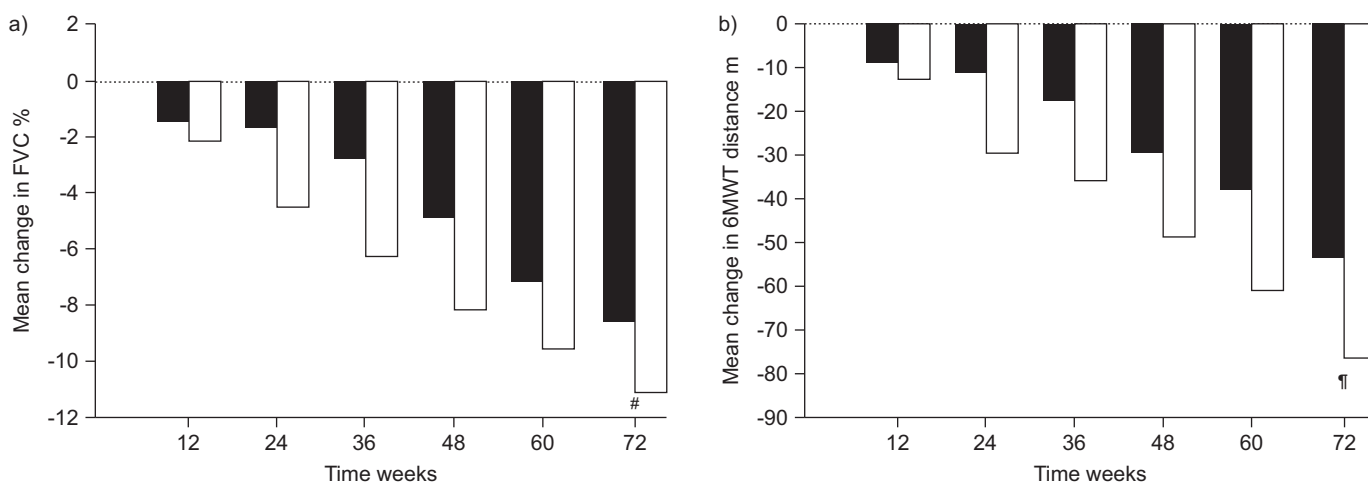 a)
Mean change in FVC %
2
0
-2
-4
-6
-8
-10
-12
#
12 24 36 48 60 72
Time weeks
b)
Mean change in 6MWT distance m
0
-10
-20
-30
-40
-50
-60
-70
-80
-90
¶
12 24 36 48 60 72
Time weeks